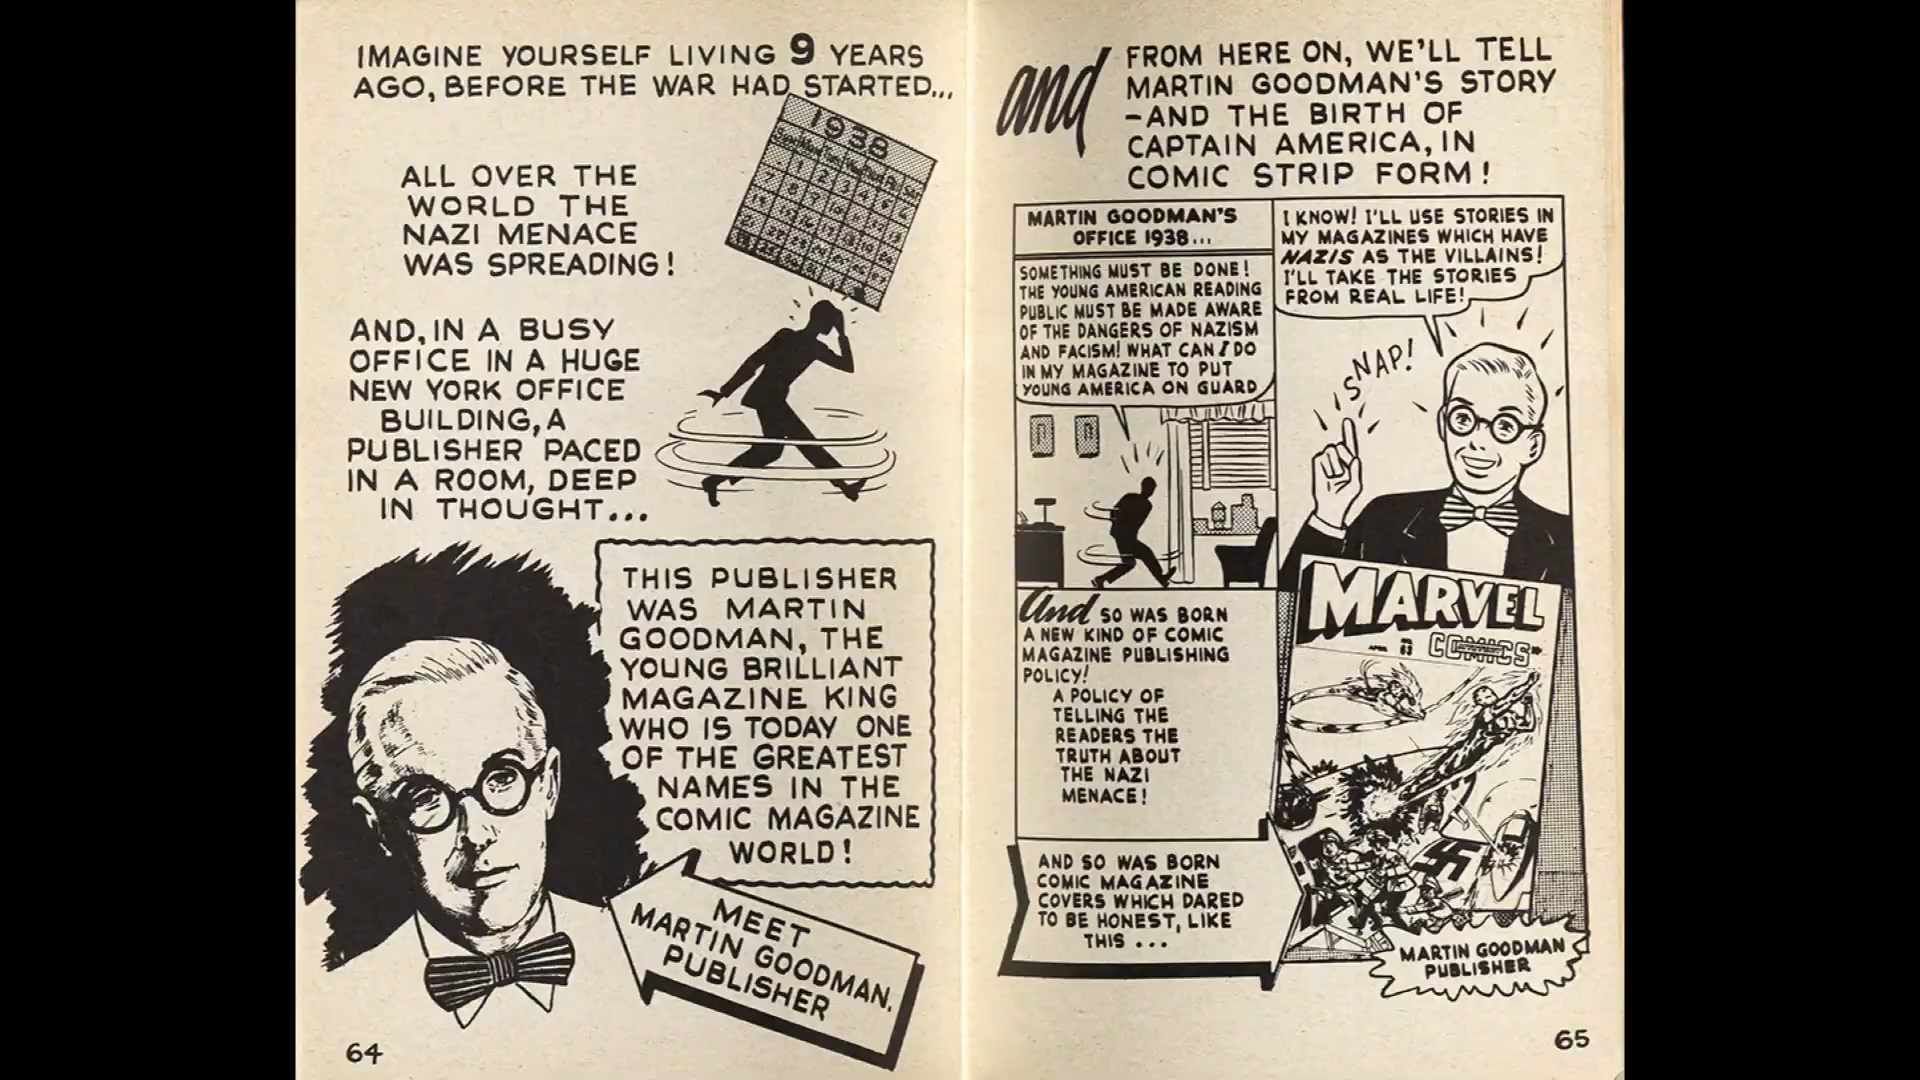 IMAGINE YOURSELF LIVING 9 YEARS
AGO, BEFORE THE WAR HAD STARTED...
1938
ALL OVER THE
WORLD THE
NAZI MENACE
WAS SPREADING!
AND, IN A BUSY
OFFICE IN A HUGE
NEW YORK OFFICE
BUILDING, A
PUBLISHER PACED
IN A ROOM, DEEP
IN THOUGHT...
THIS PUBLISHER
WAS MARTIN
GOODMAN, THE
YOUNG BRILLIANT
MAGAZINE KING
WHO IS TODAY ONE
OF THE GREATEST
NAMES IN THE
COMIC MAGAZINE
WORLD!
MEET
MARTIN GOODMAN,
PUBLISHER
64
and FROM HERE ON, WE'LL TELL
MARTIN GOODMAN'S STORY
-AND THE BIRTH OF
CAPTAIN AMERICA, IN
COMIC STRIP FORM!
MARTIN GOODMAN'S
OFFICE 1938...
SOMETHING MUST BE DONE!
THE YOUNG AMERICAN READING
PUBLIC MUST BE MADE AWARE
OF THE DANGERS OF NAZISM
AND FACISM! WHAT CAN I DO
IN MY MAGAZINE TO PUT
YOUNG AMERICA ON GUARD
I KNOW! I'LL USE STORIES IN
MY MAGAZINES WHICH HAVE
NAZIS AS THE VILLAINS!
I'LL TAKE THE STORIES
FROM REAL LIFE!
SNAP!
And SO WAS BORN
A NEW KIND OF COMIC
MAGAZINE PUBLISHING
POLICY!
A POLICY OF
TELLING THE
READERS THE
TRUTH ABOUT
THE NAZI
MENACE!
MARVEL
COMICS
AND SO WAS BORN
COMIC MAGAZINE
COVERS WHICH DARED
TO BE HONEST, LIKE
THIS...
MARTIN GOODMAN
PUBLISHER
65